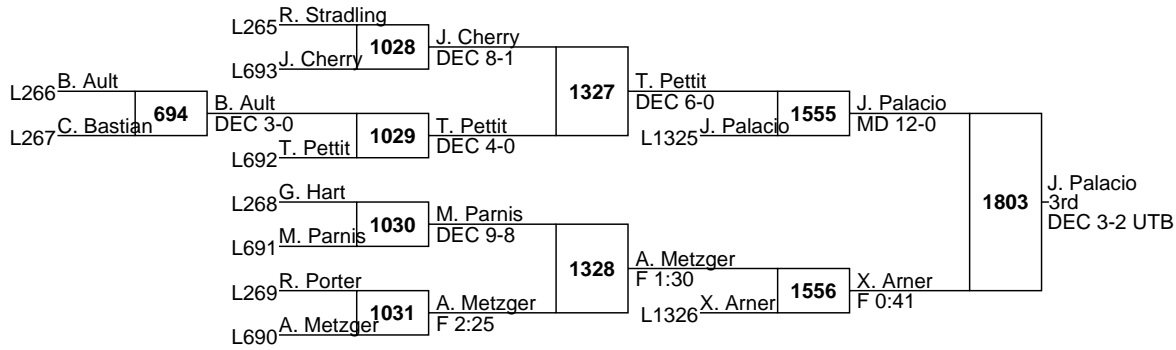 R. Stradling
L265
1028
J. Cherry
DEC 8-1
J. Cherry
L693
B. Ault
L266
694
B. Ault
DEC 3-0
C. Bastian
L267
1029
T. Pettit
DEC 4-0
T. Pettit
L692
1327
T. Pettit
DEC 6-0
J. Palacio
L1325
1555
J. Palacio
MD 12-0
G. Hart
L268
1030
M. Parnis
DEC 9-8
M. Parnis
L691
R. Porter
L269
1031
A. Metzger
F 2:25
A. Metzger
L690
1328
A. Metzger
F 1:30
X. Arner
L1326
1556
X. Arner
F 0:41
1803
J. Palacio
3rd
DEC 3-2 UTB